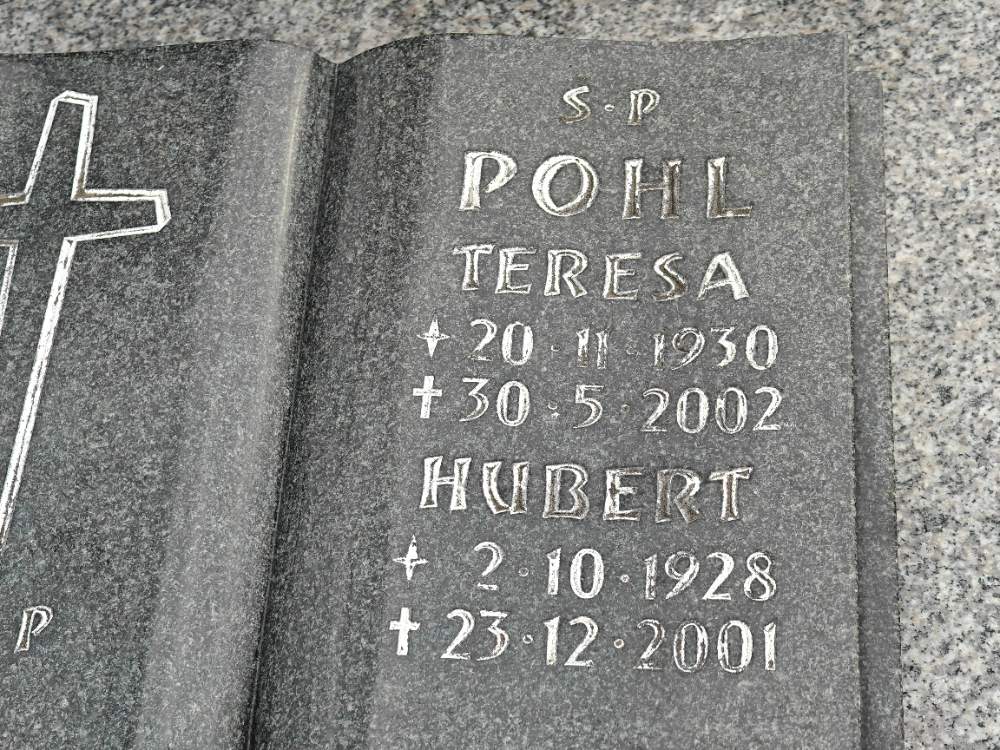 S·P
POHL
TERESA
20·11·1930
✝30·5·2002
HUBERT
2·10·1928
✝23·12·2001
P